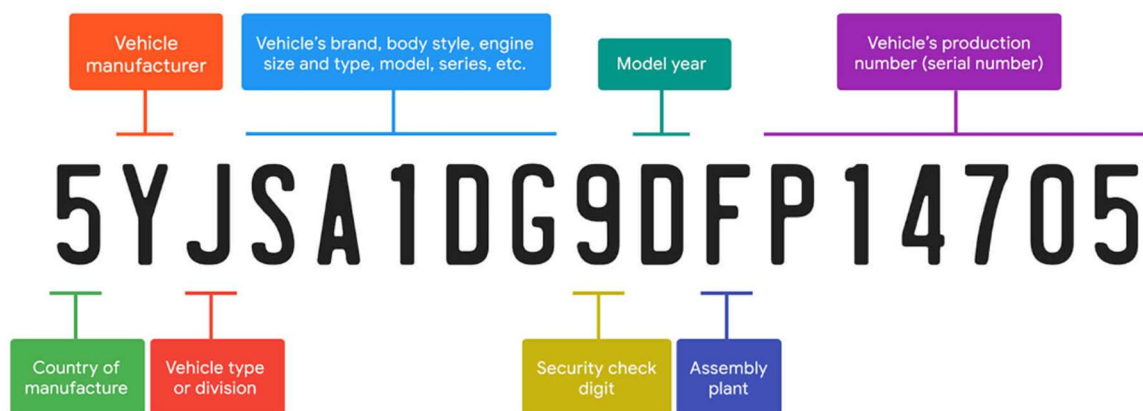 Vehicle
manufacturer
Vehicle's brand, body style, engine
size and type, model, series, etc.
Model year
Vehicle's production
number (serial number)
5YJSA1DG9DFP14705
Country of
manufacture
Vehicle type
or division
Security check
digit
Assembly
plant